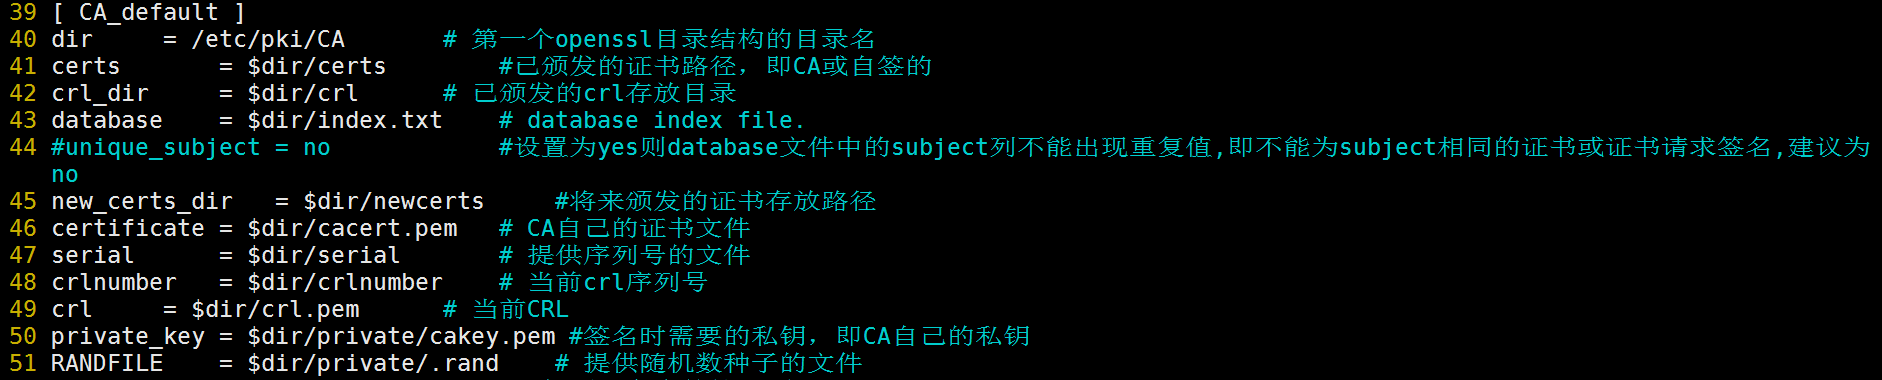 39 [ CA_default ]
40 dir     = /etc/pki/CA       # 第一个openssl目录结构的目录名
41 certs       = $dir/certs        #已颁发的证书路径，即CA或自签的
42 crl_dir     = $dir/crl      # 已颁发的crl存放目录
43 database    = $dir/index.txt    # database index file.
44 #unique_subject = no            #设置为yes则database文件中的subject列不能出现重复值,即不能为subject相同的证书或证书请求签名,建议为
no
45 new_certs_dir   = $dir/newcerts     #将来颁发的证书存放路径
46 certificate = $dir/cacert.pem   # CA自己的证书文件
47 serial      = $dir/serial       # 提供序列号的文件
48 crlnumber   = $dir/crlnumber    # 当前crl序列号
49 crl     = $dir/crl.pem      # 当前CRL
50 private_key = $dir/private/cakey.pem #签名时需要的私钥，即CA自己的私钥
51 RANDFILE    = $dir/private/.rand    # 提供随机数种子的文件